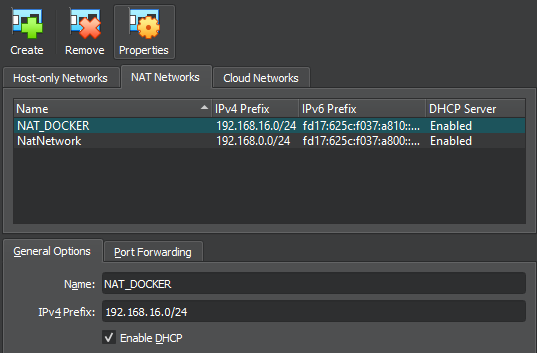 Create Remove Properties
Host-only Networks NAT Networks Cloud Networks
Name IPv4 Prefix IPv6 Prefix DHCP Server
NAT_DOCKER 192.168.16.0/24 fd17:625c:f037:a810::... Enabled
NatNetwork 192.168.0.0/24 fd17:625c:f037:a800::... Enabled
General Options Port Forwarding
Name: NAT_DOCKER
IPv4 Prefix: 192.168.16.0/24
Enable DHCP